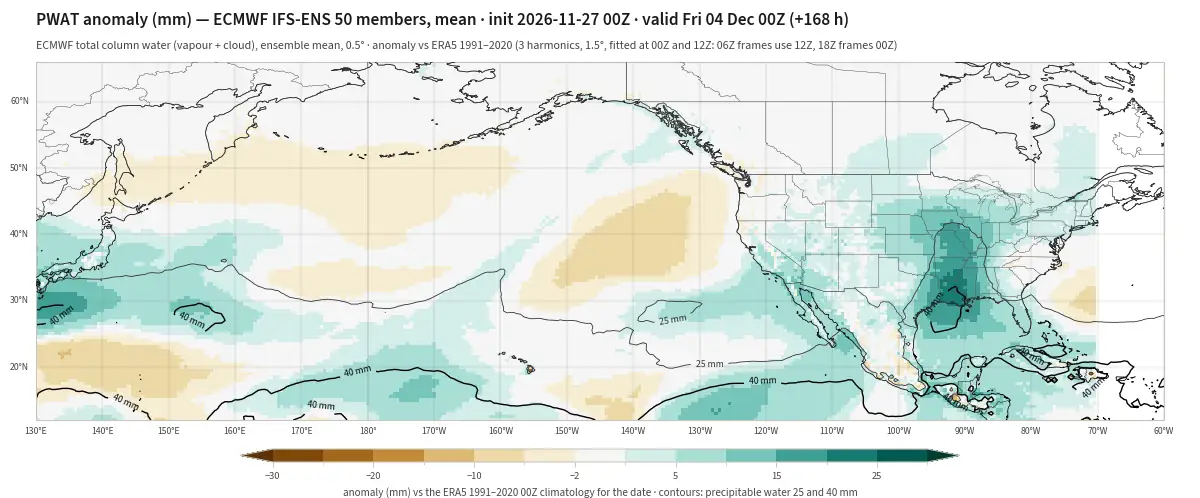 PWAT anomaly (mm) — ECMWF IFS-ENS 50 members, mean · init 2026-11-27 00Z · valid Fri 04 Dec 00Z (+168 h)
ECMWF total column water (vapour + cloud), ensemble mean, 0.5° · anomaly vs ERA5 1991–2020 (3 harmonics, 1.5°, fitted at 00Z and 12Z: 06Z frames use 12Z, 18Z frames 00Z)
60°N
50°N
40°N
30°N
20°N
40 mm
40 mm
40 mm
25 mm
25 mm
40 mm
40 mm
40 mm
40 mm
40 mm
40 mm
40 mm
130°E 140°E 150°E 160°E 170°E 180° 170°W 160°W 150°W 140°W 130°W 120°W 110°W 100°W 90°W 80°W 70°W 60°W
−30 −20 −10 −2 5 15 25
anomaly (mm) vs the ERA5 1991–2020 00Z climatology for the date · contours: precipitable water 25 and 40 mm